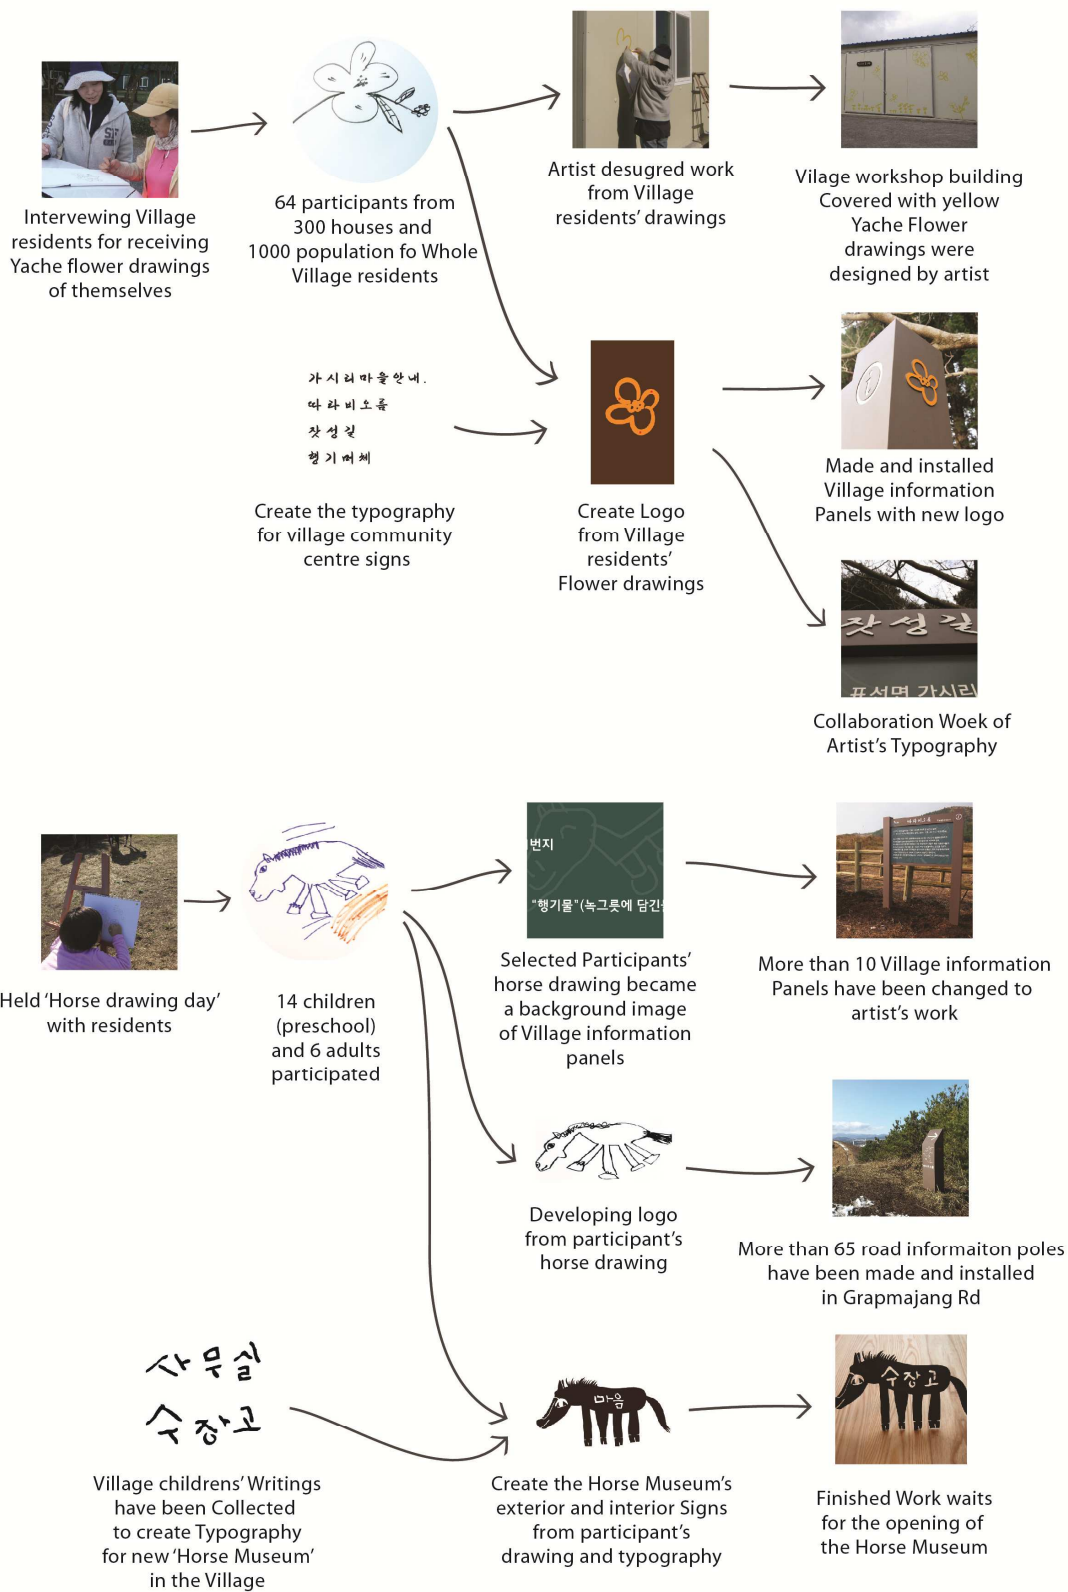 Intervewing Village
residents for receiving
Yache flower drawings
of themselves
64 participants from
300 houses and
1000 population fo Whole
Village residents
Artist desugred work
from Village
residents’ drawings
Vilage workshop building
Covered with yellow
Yache Flower
drawings were
designed by artist
가시리마을안내.
따라비오름
잣성길
행기머체
Create the typography
for village community
centre signs
Create Logo
from Village
residents’
Flower drawings
Made and installed
Village information
Panels with new logo
잣성길
표선면 가시리
Collaboration Woek of
Artist’s Typography
Held ‘Horse drawing day’
with residents
14 children
(preschool)
and 6 adults
participated
번지
“행기물”(녹그릇에 담긴
Selected Participants’
horse drawing became
a background image
of Village information
panels
More than 10 Village information
Panels have been changed to
artist’s work
Developing logo
from participant’s
horse drawing
More than 65 road informaiton poles
have been made and installed
in Grapmajang Rd
사무실
수장고
Village childrens’ Writings
have been Collected
to create Typography
for new ‘Horse Museum’
in the Village
마음
Create the Horse Museum’s
exterior and interior Signs
from participant’s
drawing and typography
수장고
Finished Work waits
for the opening of
the Horse Museum